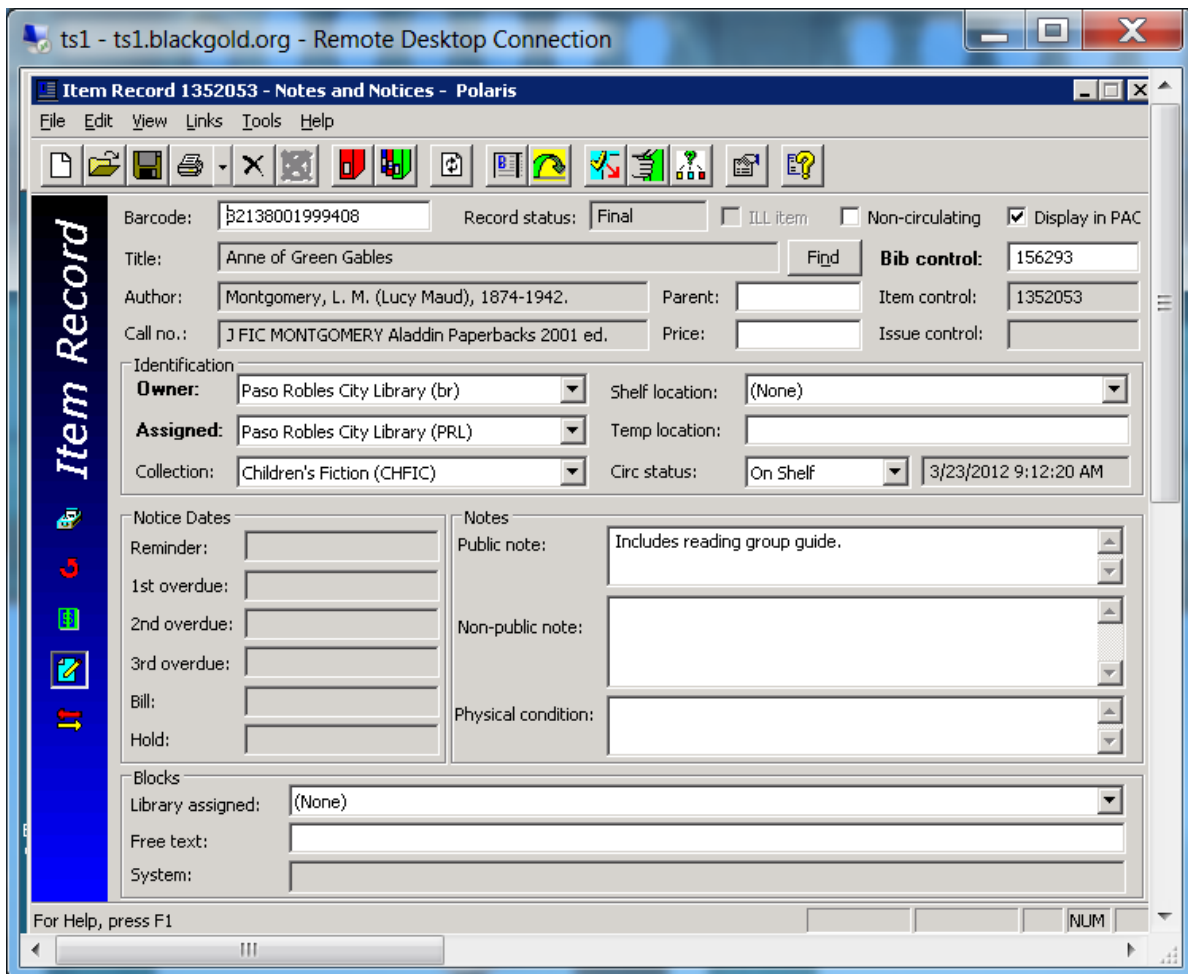 ts1 - ts1.blackgold.org - Remote Desktop Connection
Item Record 1352053 - Notes and Notices - Polaris
File Edit View Links Tools Help
Item Record
Barcode: 32138001999408 Record status: Final ILL item Non-circulating Display in PAC
Title: Anne of Green Gables Find Bib control: 156293
Author: Montgomery, L. M. (Lucy Maud), 1874-1942. Parent: Item control: 1352053
Call no.: J FIC MONTGOMERY Aladdin Paperbacks 2001 ed. Price: Issue control:
Identification
Owner: Paso Robles City Library (br) Shelf location: (None)
Assigned: Paso Robles City Library (PRL) Temp location:
Collection: Children's Fiction (CHFIC) Circ status: On Shelf 3/23/2012 9:12:20 AM
Notice Dates Notes
Reminder: Public note: Includes reading group guide.
1st overdue:
2nd overdue: Non-public note:
3rd overdue:
Bill: Physical condition:
Hold:
Blocks
Library assigned: (None)
Free text:
System:
For Help, press F1 NUM